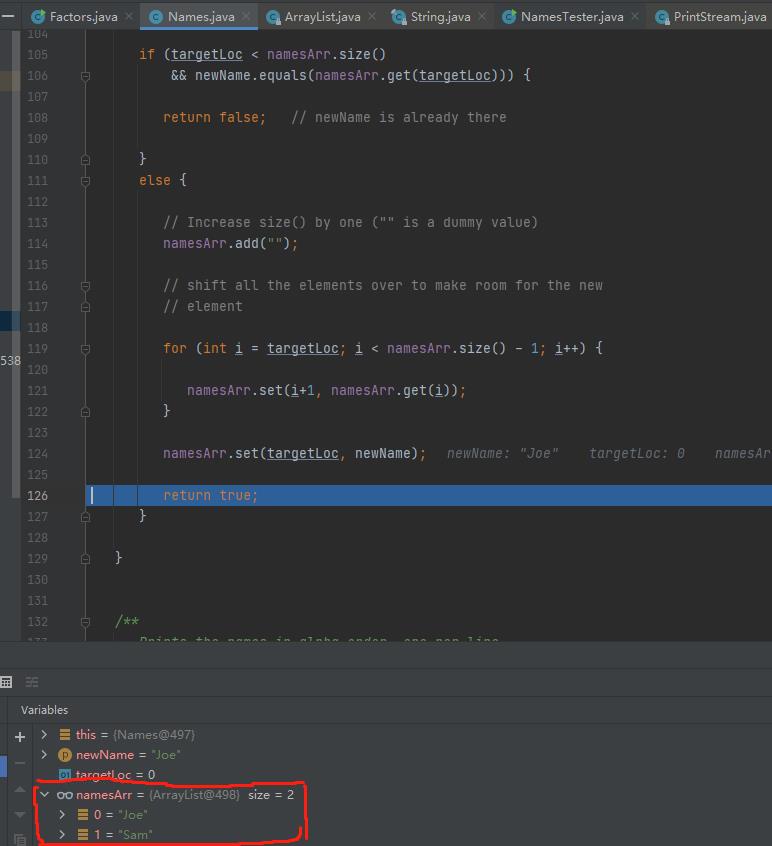 Factors.java × Names.java × ArrayList.java × String.java × NamesTester.java × PrintStream.java
104
105 if (targetLoc < namesArr.size()
106 && newName.equals(namesArr.get(targetLoc))) {
107
108 return false; // newName is already there
109
110 }
111 else {
112
113 // Increase size() by one ("" is a dummy value)
114 namesArr.add("");
115
116 // shift all the elements over to make room for the new
117 // element
118
119 for (int i = targetLoc; i < namesArr.size() - 1; i++) {
538
120
121 namesArr.set(i+1, namesArr.get(i));
122 }
123
124 namesArr.set(targetLoc, newName); newName: "Joe" targetLoc: 0 namesAr
125
126 return true;
127 }
128
129 }
130
131
132 /**
Variables
this = {Names@497}
p newName = "Joe"
01 targetLoc = 0
namesArr = {ArrayList@498} size = 2
0 = "Joe"
1 = "Sam"